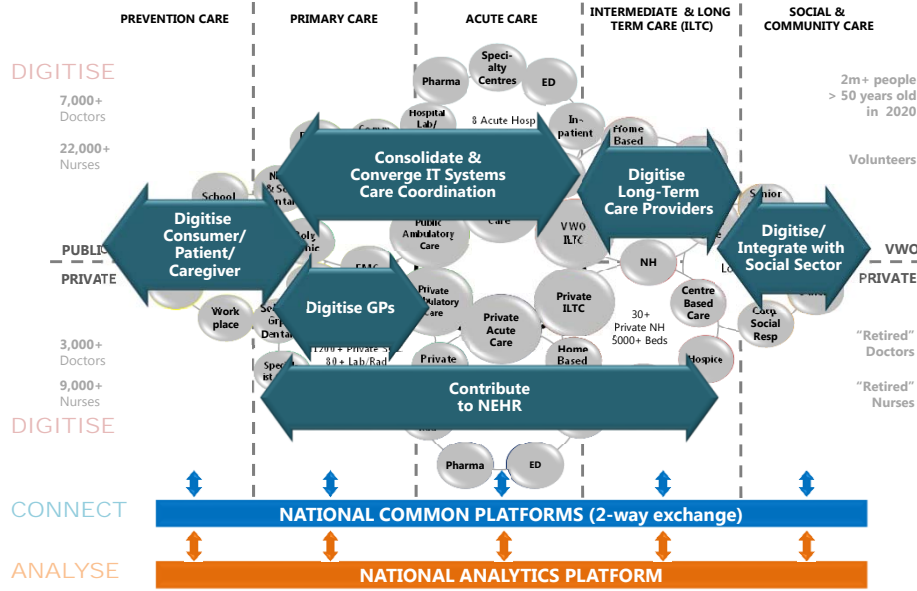 PREVENTION CARE
PRIMARY CARE
ACUTE CARE
INTERMEDIATE & LONG
TERM CARE (ILTC)
SOCIAL &
COMMUNITY CARE
DIGITISE
7,000+
Doctors
22,000+
Nurses
2m+ people
> 50 years old
in 2020
Volunteers
Pharma
Speci-
alty
Centres
ED
Hospital
Lab/
8 Acute Hosp
In-
patient
Home
Based
School
Consolidate &
Converge IT Systems
Care Coordination
Digitise
Long-Term
Care Providers
Digitise
Consumer/
Patient/
Caregiver
Public
Ambulatory
Care
Care
VWO
ILTC
Senior
Digitise/
Integrate with
Social Sector
PUBLIC
PRIVATE
VWO
PRIVATE
NH
Digitise GPs
Private
Care
Private
Acute
Care
Private
ILTC
Centre
Based
Care
30+
Private NH
5000+ Beds
Work
place
Dental
Social
Resp
3,000+
Doctors
9,000+
Nurses
80+ Lab/Rad
Private
Home
Based
Hospice
"Retired"
Doctors
"Retired"
Nurses
Contribute
to NEHR
DIGITISE
Pharma
ED
CONNECT
NATIONAL COMMON PLATFORMS (2-way exchange)
ANALYSE
NATIONAL ANALYTICS PLATFORM